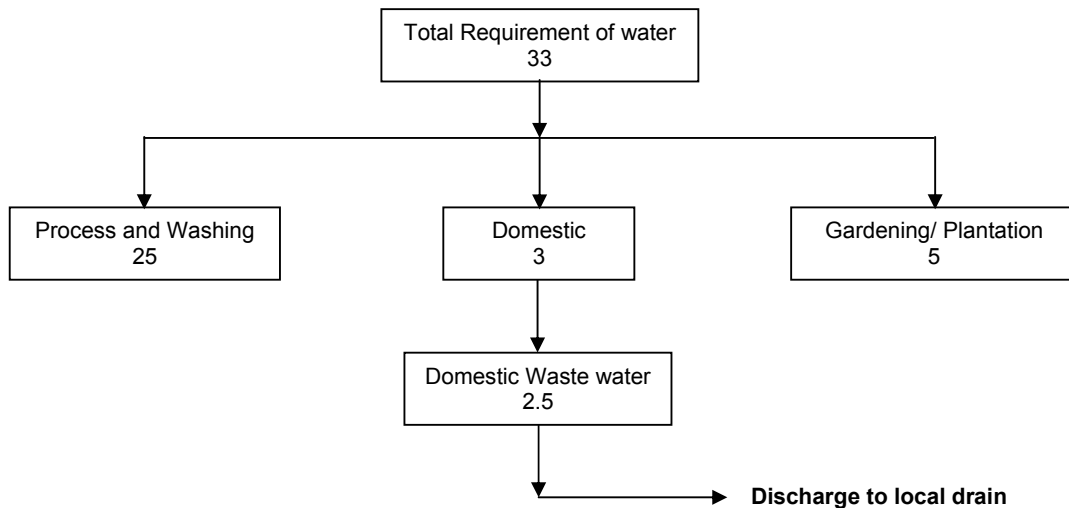 Total Requirement of water
33
Process and Washing
25
Domestic
3
Gardening/ Plantation
5
Domestic Waste water
2.5
Discharge to local drain